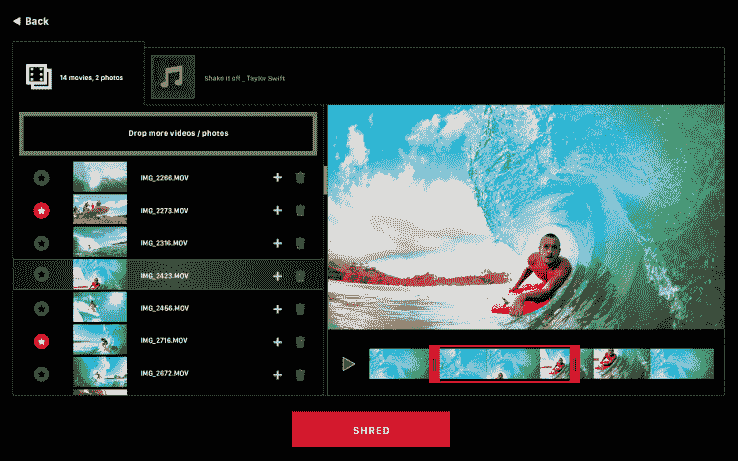 Back
14 movies, 2 photos
Shake it off _ Taylor Swift
Drop more videos / photos
IMG_2266.MOV
IMG_2273.MOV
IMG_2316.MOV
IMG_2423.MOV
IMG_2456.MOV
IMG_2716.MOV
IMG_2672.MOV
SHRED